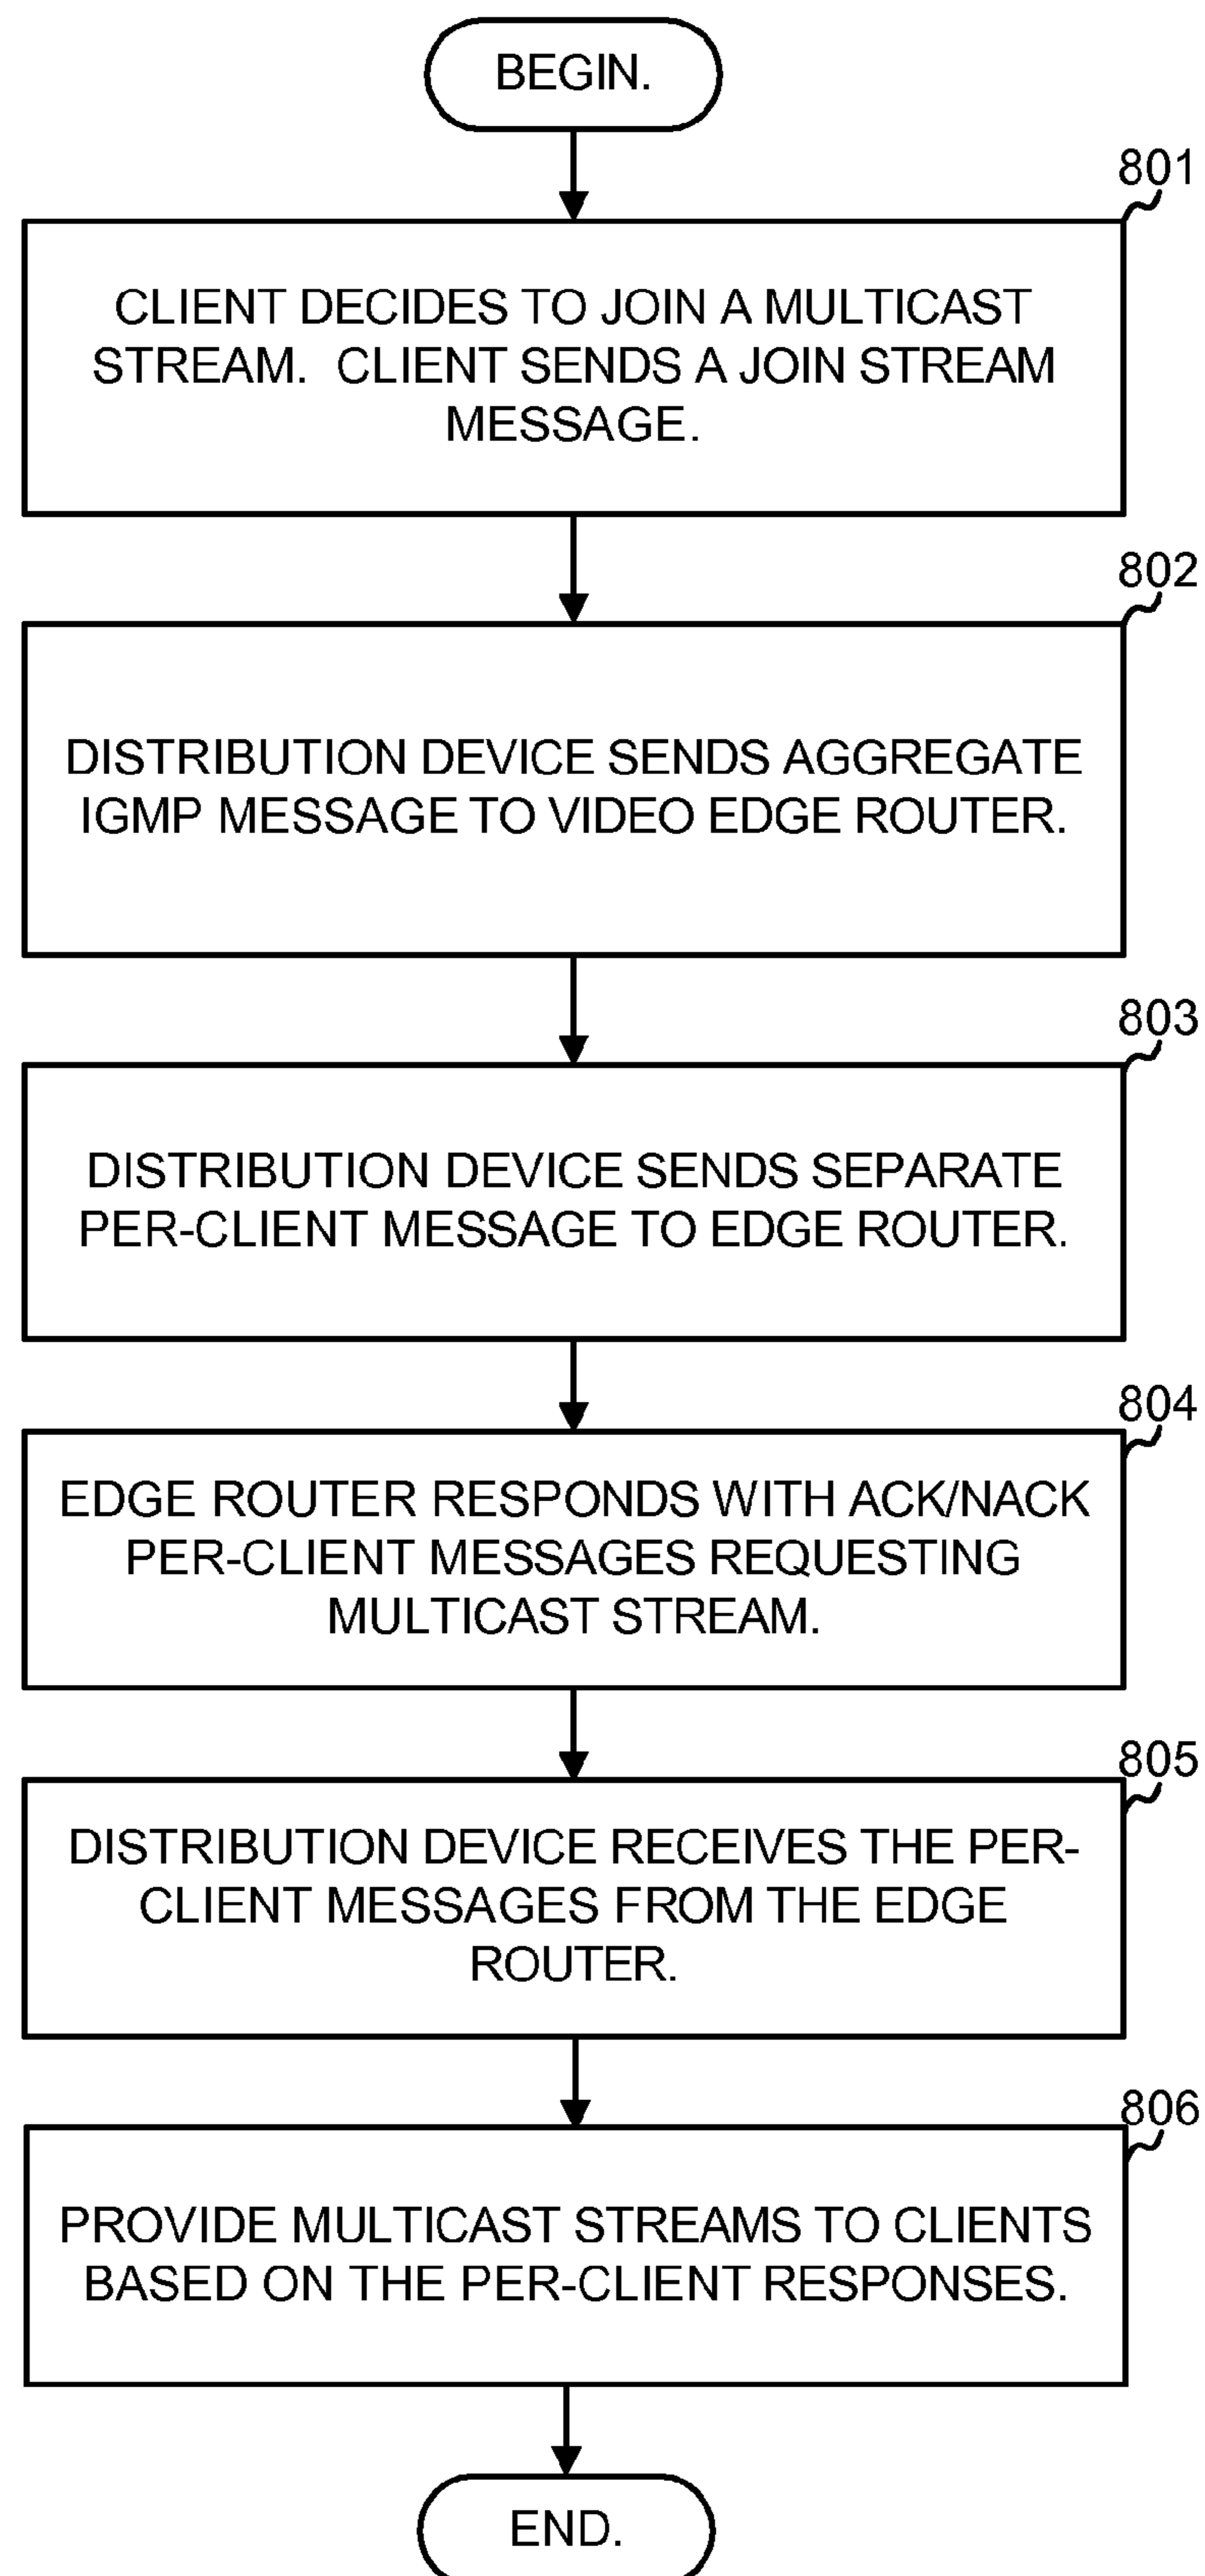 BEGIN.
801
CLIENT DECIDES TO JOIN A MULTICAST
STREAM.  CLIENT SENDS A JOIN STREAM
MESSAGE.
802
DISTRIBUTION DEVICE SENDS AGGREGATE
IGMP MESSAGE TO VIDEO EDGE ROUTER.
803
DISTRIBUTION DEVICE SENDS SEPARATE
PER-CLIENT MESSAGE TO EDGE ROUTER.
804
EDGE ROUTER RESPONDS WITH ACK/NACK
PER-CLIENT MESSAGES REQUESTING
MULTICAST STREAM.
805
DISTRIBUTION DEVICE RECEIVES THE PER-
CLIENT MESSAGES FROM THE EDGE
ROUTER.
806
PROVIDE MULTICAST STREAMS TO CLIENTS
BASED ON THE PER-CLIENT RESPONSES.
END.